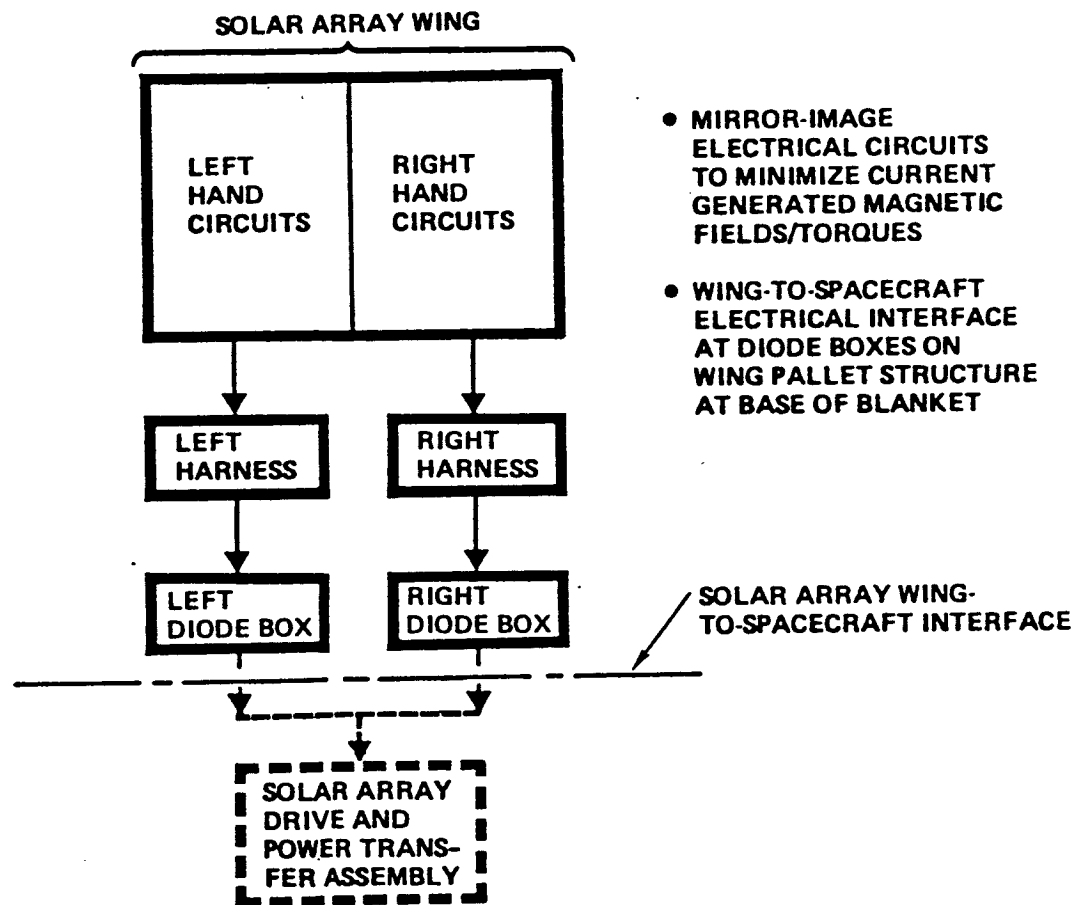 SOLAR ARRAY WING
LEFT
HAND
CIRCUITS
RIGHT
HAND
CIRCUITS
• MIRROR-IMAGE
ELECTRICAL CIRCUITS
TO MINIMIZE CURRENT
GENERATED MAGNETIC
FIELDS/TORQUES
• WING-TO-SPACECRAFT
ELECTRICAL INTERFACE
AT DIODE BOXES ON
WING PALLET STRUCTURE
AT BASE OF BLANKET
LEFT
HARNESS
RIGHT
HARNESS
LEFT
DIODE BOX
RIGHT
DIODE BOX
SOLAR ARRAY WING-
TO-SPACECRAFT INTERFACE
SOLAR ARRAY
DRIVE AND
POWER TRANS-
FER ASSEMBLY